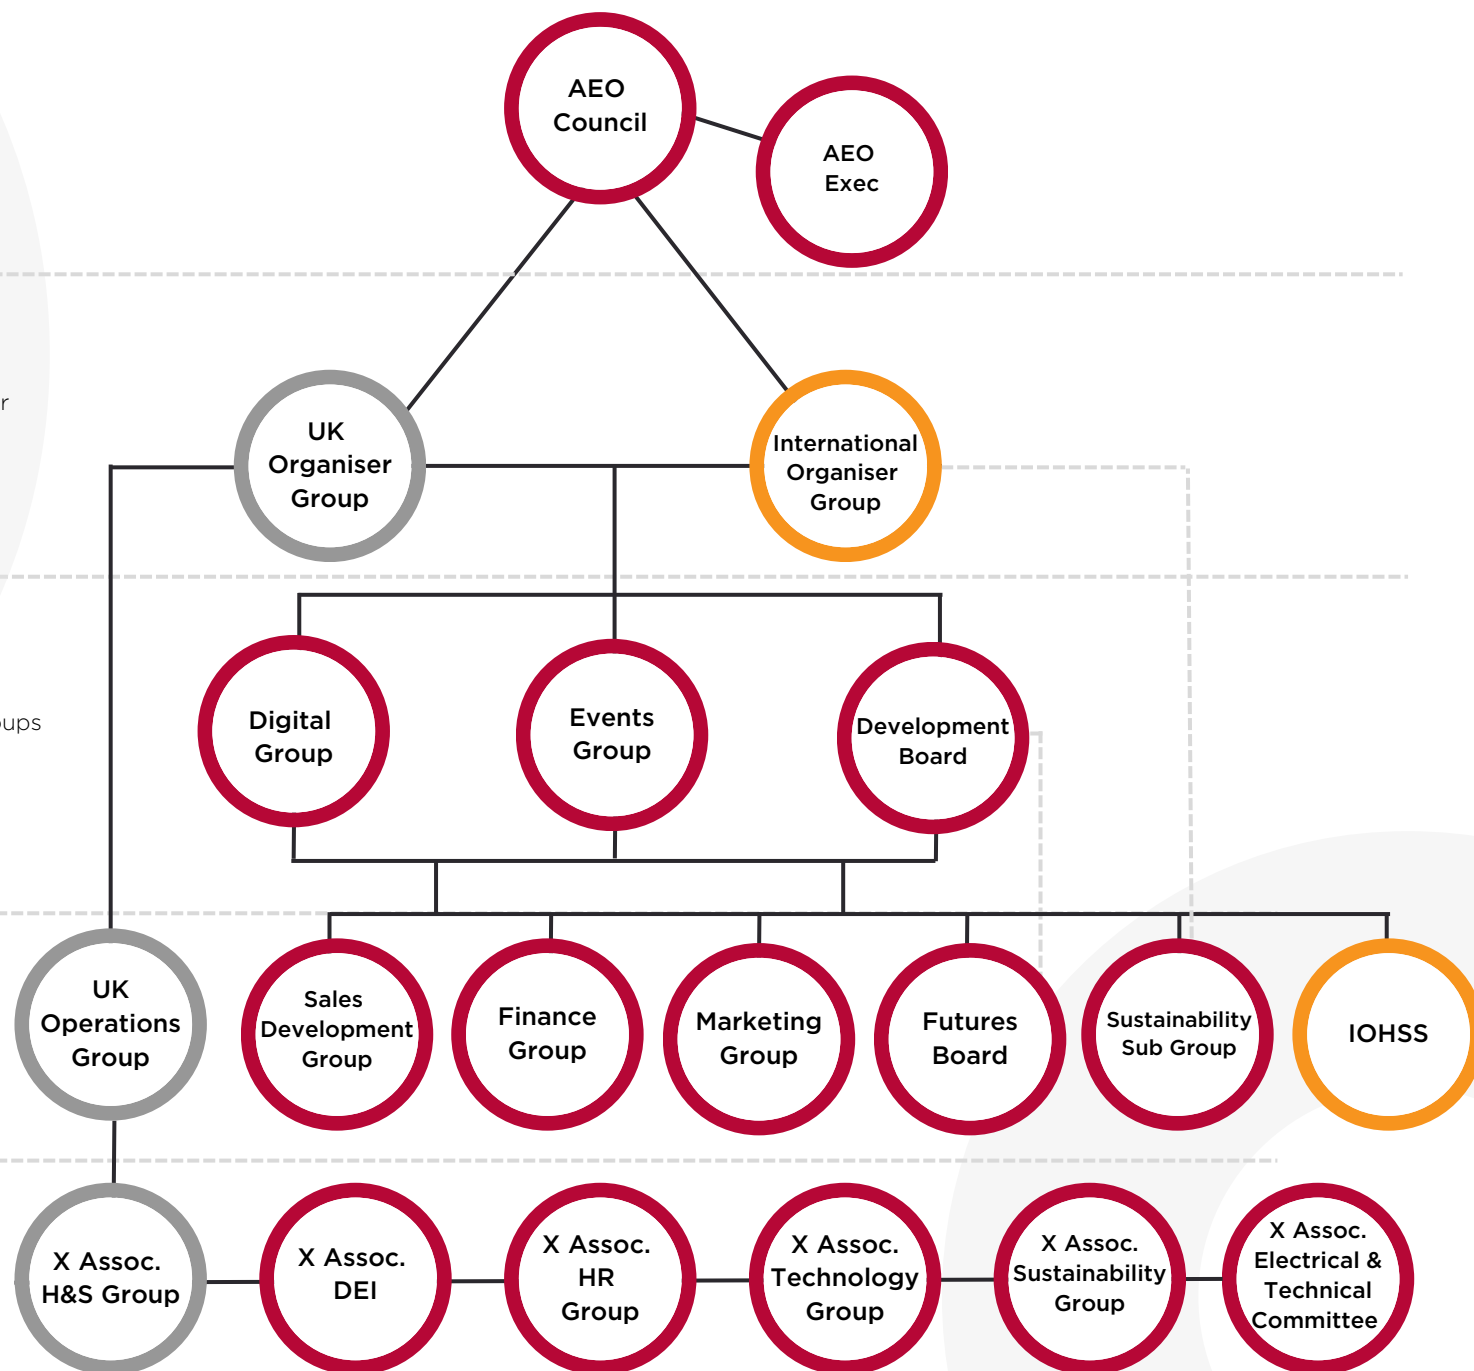 AEO
Council
AEO
Exec
r
UK
Organiser
Group
International
Organiser
Group
oups
Digital
Group
Events
Group
Development
Board
UK
Operations
Group
Sales
Development
Group
Finance
Group
Marketing
Group
Futures
Board
Sustainability
Sub Group
IOHSS
X Assoc.
H&S Group
X Assoc.
DEI
X Assoc.
HR
Group
X Assoc.
Technology
Group
X Assoc.
Sustainability
Group
X Assoc.
Electrical &
Technical
Committee